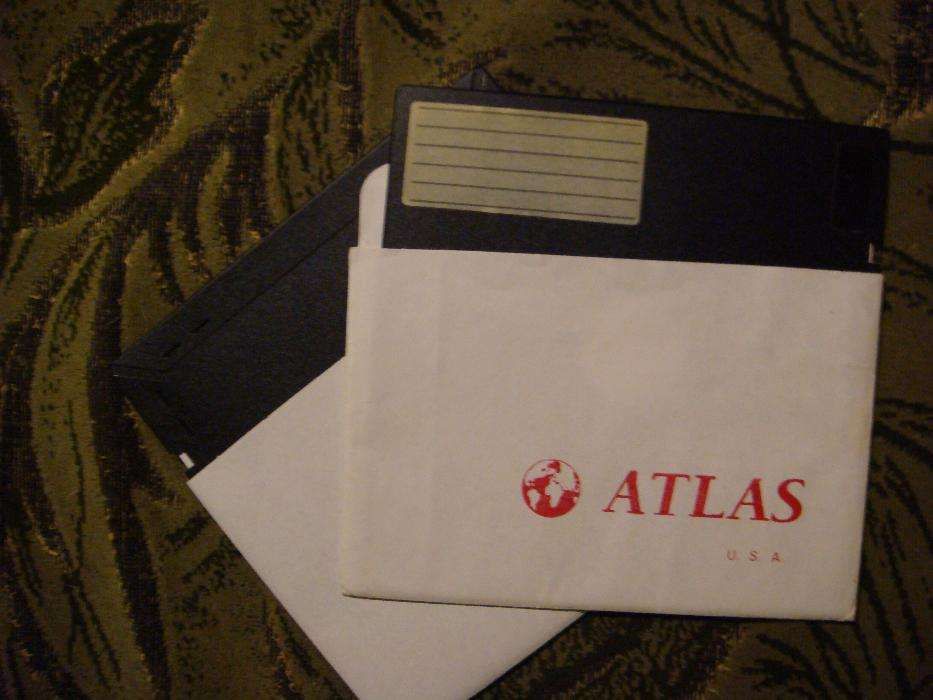 ATLAS
U. S. A.